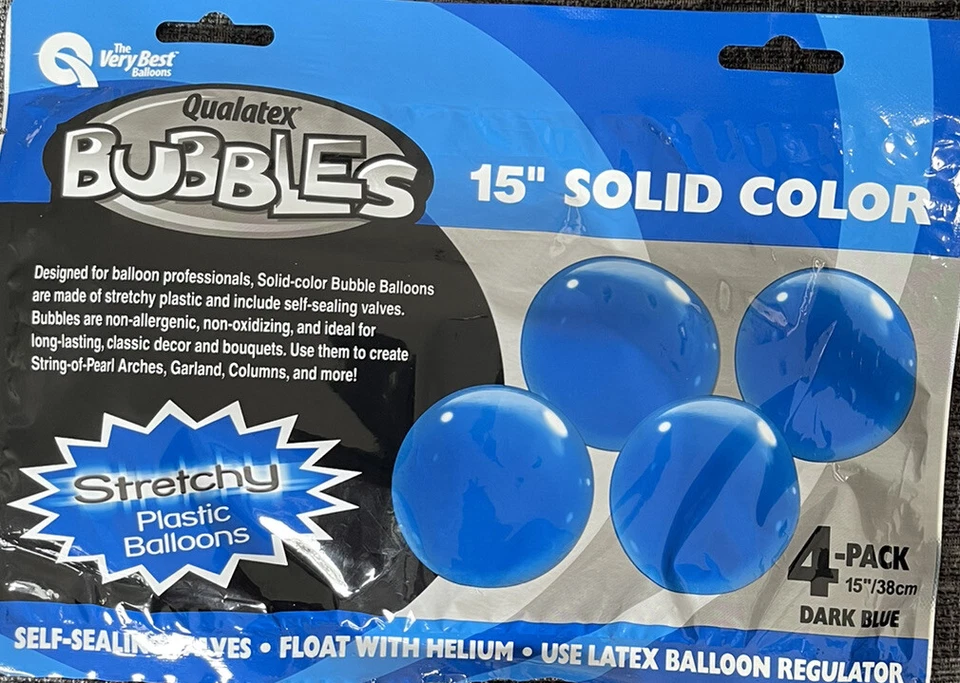 The
Very Best
Balloons
Qualatex®
BUBBLES
15" SOLID COLOR
Designed for balloon professionals, Solid-color Bubble Balloons
are made of stretchy plastic and include self-sealing valves.
Bubbles are non-allergenic, non-oxidizing, and ideal for
long-lasting, classic decor and bouquets. Use them to create
String-of-Pearl Arches, Garland, Columns, and more!
Stretchy
Plastic
Balloons
4-PACK
15"/38cm
DARK BLUE
SELF-SEALING VALVES • FLOAT WITH HELIUM • USE LATEX BALLOON REGULATOR